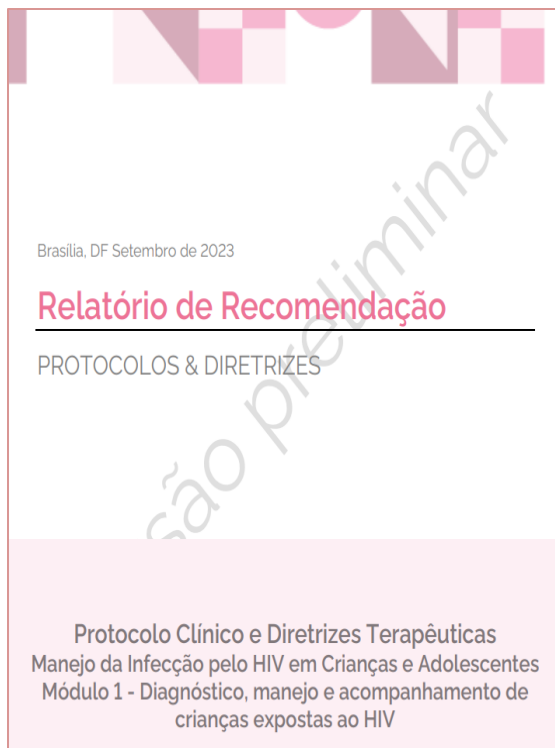 Brasília, DF Setembro de 2023
Relatório de Recomendação
PROTOCOLOS & DIRETRIZES
são preliminar
Protocolo Clínico e Diretrizes Terapêuticas
Manejo da Infecção pelo HIV em Crianças e Adolescentes
Módulo 1 - Diagnóstico, manejo e acompanhamento de
crianças expostas ao HIV